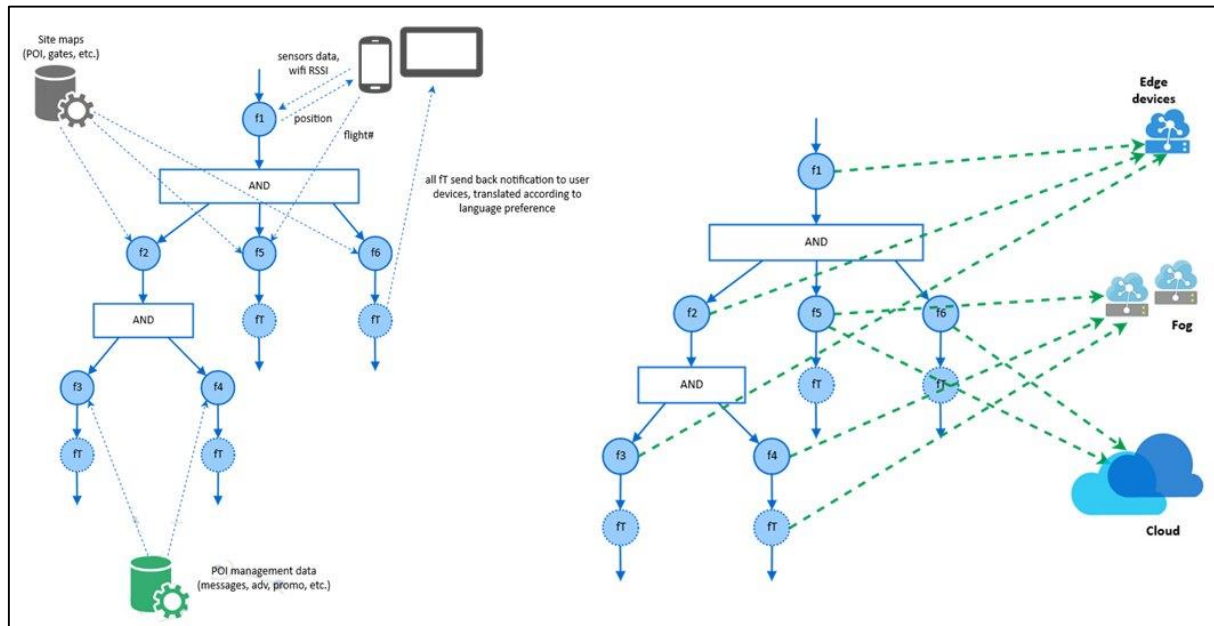 Site maps
(POI, gates, etc.)
sensors data,
wifi RSSI
f1
position
flight#
AND
all fT send back notification to user
devices, translated according to
language preference
f2
f5
f6
AND
fT
fT
f3
f4
fT
fT
POI management data
(messages, adv, promo, etc.)
Edge
devices
f1
AND
f2
f5
f6
Fog
AND
fT
fT
f3
f4
fT
fT
Cloud